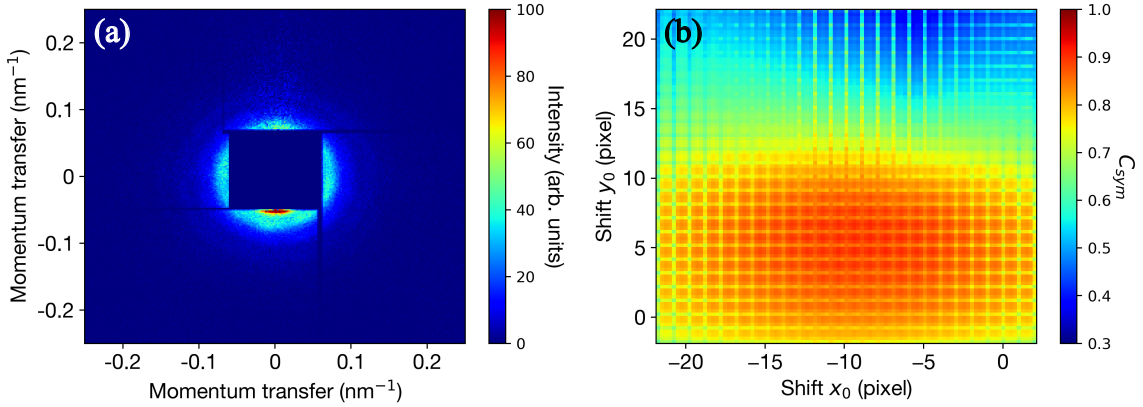 (a)
0.2
0.1
0
-0.1
-0.2
Momentum transfer (nm⁻¹)
-0.2 -0.1 0 0.1 0.2
Momentum transfer (nm⁻¹)
100
80
60
40
20
0
Intensity (arb. units)
(b)
20
15
10
5
0
Shift y₀ (pixel)
−20 −15 −10 −5 0
Shift x₀ (pixel)
1.0
0.9
0.8
0.7
0.6
0.5
0.4
0.3
C_sym